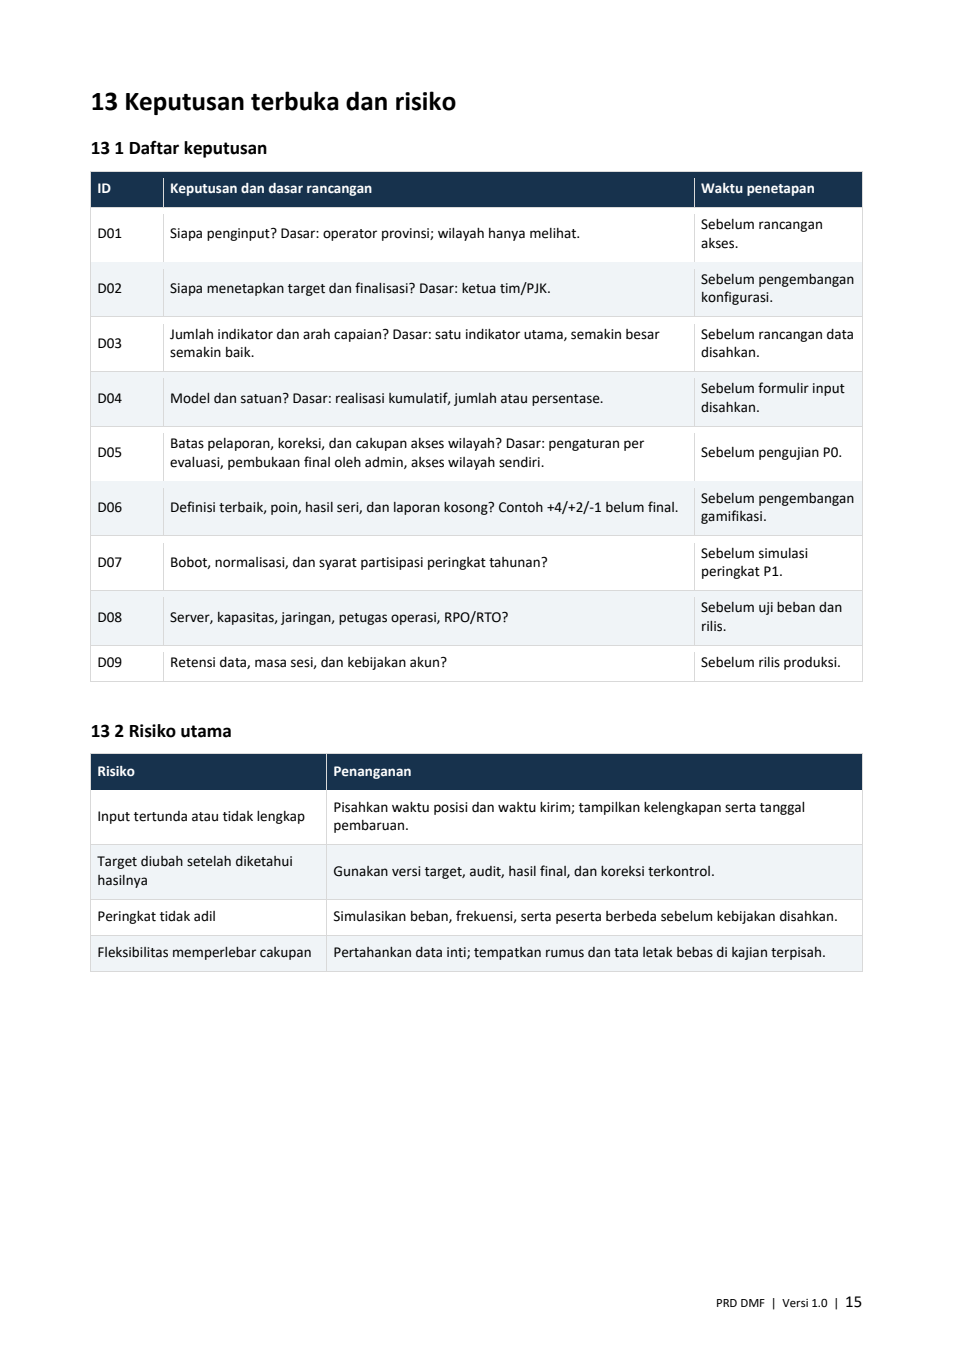 13 Keputusan terbuka dan risiko
13 1 Daftar keputusan
ID Keputusan dan dasar rancangan Waktu penetapan
D01 Siapa penginput? Dasar: operator provinsi; wilayah hanya melihat. Sebelum rancangan
akses.
D02 Siapa menetapkan target dan finalisasi? Dasar: ketua tim/PJK. Sebelum pengembangan
konfigurasi.
D03 Jumlah indikator dan arah capaian? Dasar: satu indikator utama, semakin besar
semakin baik. Sebelum rancangan data
disahkan.
D04 Model dan satuan? Dasar: realisasi kumulatif, jumlah atau persentase. Sebelum formulir input
disahkan.
D05 Batas pelaporan, koreksi, dan cakupan akses wilayah? Dasar: pengaturan per
evaluasi, pembukaan final oleh admin, akses wilayah sendiri. Sebelum pengujian P0.
D06 Definisi terbaik, poin, hasil seri, dan laporan kosong? Contoh +4/+2/-1 belum final. Sebelum pengembangan
gamifikasi.
D07 Bobot, normalisasi, dan syarat partisipasi peringkat tahunan? Sebelum simulasi
peringkat P1.
D08 Server, kapasitas, jaringan, petugas operasi, RPO/RTO? Sebelum uji beban dan
rilis.
D09 Retensi data, masa sesi, dan kebijakan akun? Sebelum rilis produksi.
13 2 Risiko utama
Risiko Penanganan
Input tertunda atau tidak lengkap Pisahkan waktu posisi dan waktu kirim; tampilkan kelengkapan serta tanggal
pembaruan.
Target diubah setelah diketahui
hasilnya Gunakan versi target, audit, hasil final, dan koreksi terkontrol.
Peringkat tidak adil Simulasikan beban, frekuensi, serta peserta berbeda sebelum kebijakan disahkan.
Fleksibilitas memperlebar cakupan Pertahankan data inti; tempatkan rumus dan tata letak bebas di kajian terpisah.
PRD DMF | Versi 1.0 | 15